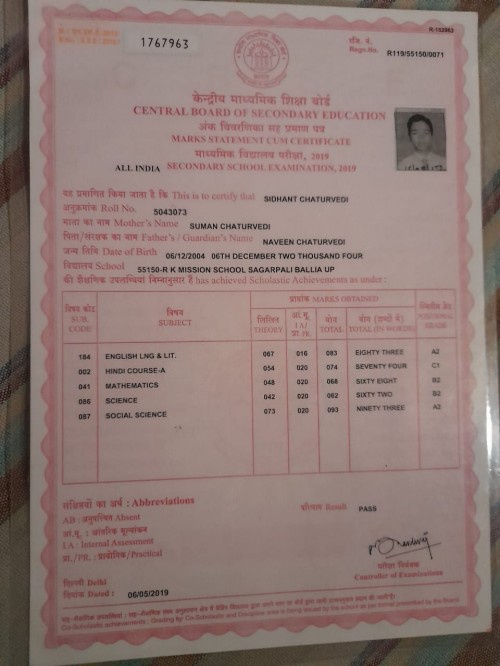 R-152963
1767963
रजि. नं.
Regn.No. R119/55150/0071
केन्द्रीय माध्यमिक शिक्षा बोर्ड
CENTRAL BOARD OF SECONDARY EDUCATION
अंक विवरणिका सह प्रमाण पत्र
MARKS STATEMENT CUM CERTIFICATE
माध्यमिक विद्यालय परीक्षा, 2019
ALL INDIA SECONDARY SCHOOL EXAMINATION, 2019
यह प्रमाणित किया जाता है कि This is to certify that SIDHANT CHATURVEDI
अनुक्रमांक Roll No. 5043073
माता का नाम Mother's Name SUMAN CHATURVEDI
पिता/संरक्षक का नाम Father's / Guardian's Name NAVEEN CHATURVEDI
जन्म तिथि Date of Birth 06/12/2004 06TH DECEMBER TWO THOUSAND FOUR
विद्यालय School 55150-R K MISSION SCHOOL SAGARPALI BALLIA UP
की शैक्षणिक उपलब्धियां निम्नानुसार हैं has achieved Scholastic Achievements as under :
प्राप्तांक MARKS OBTAINED
विषय कोड SUB. CODE विषय SUBJECT लिखित THEORY आं.मू. I A/ प्रा. PR. योग TOTAL योग (शब्दों में) TOTAL (IN WORDS) स्थितीय ग्रेड POSITIONAL GRADE
184 ENGLISH LNG & LIT. 067 016 083 EIGHTY THREE A2
002 HINDI COURSE-A 054 020 074 SEVENTY FOUR C1
041 MATHEMATICS 048 020 068 SIXTY EIGHT B2
086 SCIENCE 042 020 062 SIXTY TWO B2
087 SOCIAL SCIENCE 073 020 093 NINETY THREE A2
संक्षिप्तियों का अर्थ : Abbreviations
परिणाम Result PASS
AB : अनुपस्थित Absent
आं.मू. : आंतरिक मूल्यांकन
I A : Internal Assessment
प्रा./PR. : प्रायोगिक/Practical
दिल्ली Delhi
दिनांक Dated : 06/05/2019
परीक्षा नियंत्रक
Controller of Examinations
Co-Scholastic achievements : Grading by Co-Scholastic and Discipline area is being issued by the school as per format prescribed by the Board